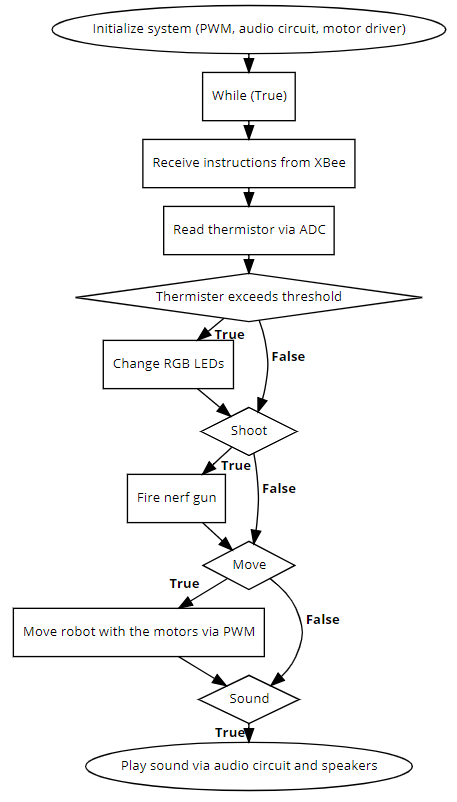 Initialize system (PWM, audio circuit, motor driver)
While (True)
Receive instructions from XBee
Read thermistor via ADC
Thermister exceeds threshold
True
False
Change RGB LEDs
Shoot
True
False
Fire nerf gun
Move
True
False
Move robot with the motors via PWM
Sound
True
Play sound via audio circuit and speakers